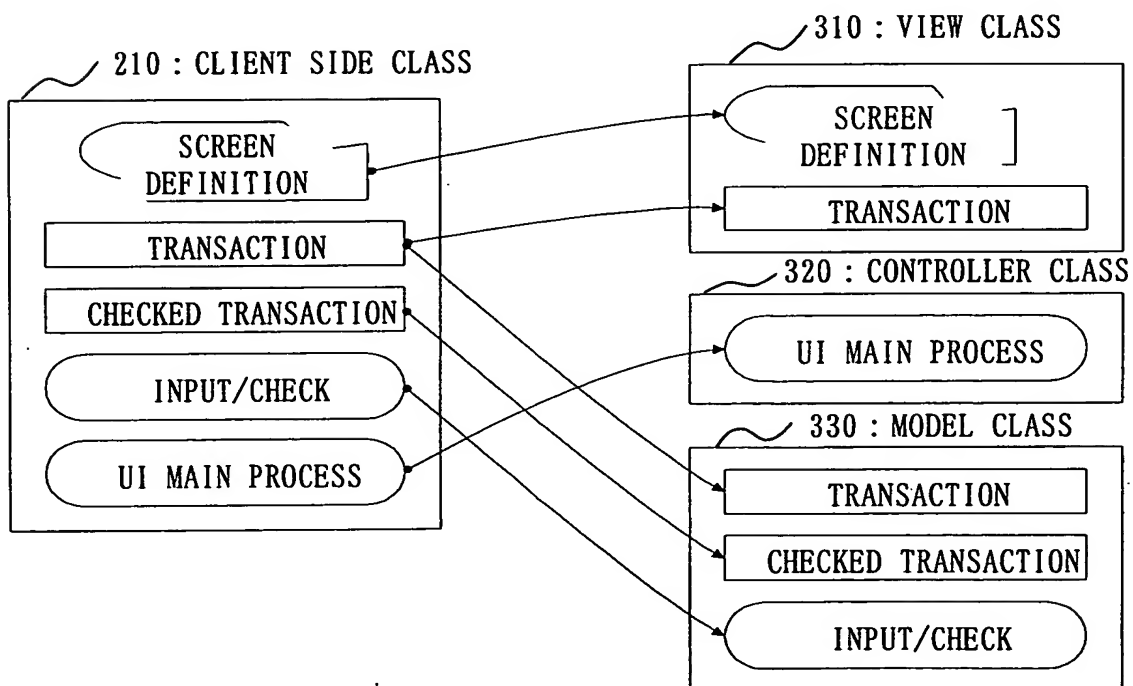 210 : CLIENT SIDE CLASS
SCREEN
DEFINITION
TRANSACTION
CHECKED TRANSACTION
INPUT/CHECK
UI MAIN PROCESS
310 : VIEW CLASS
SCREEN
DEFINITION
TRANSACTION
320 : CONTROLLER CLASS
UI MAIN PROCESS
330 : MODEL CLASS
TRANSACTION
CHECKED TRANSACTION
INPUT/CHECK